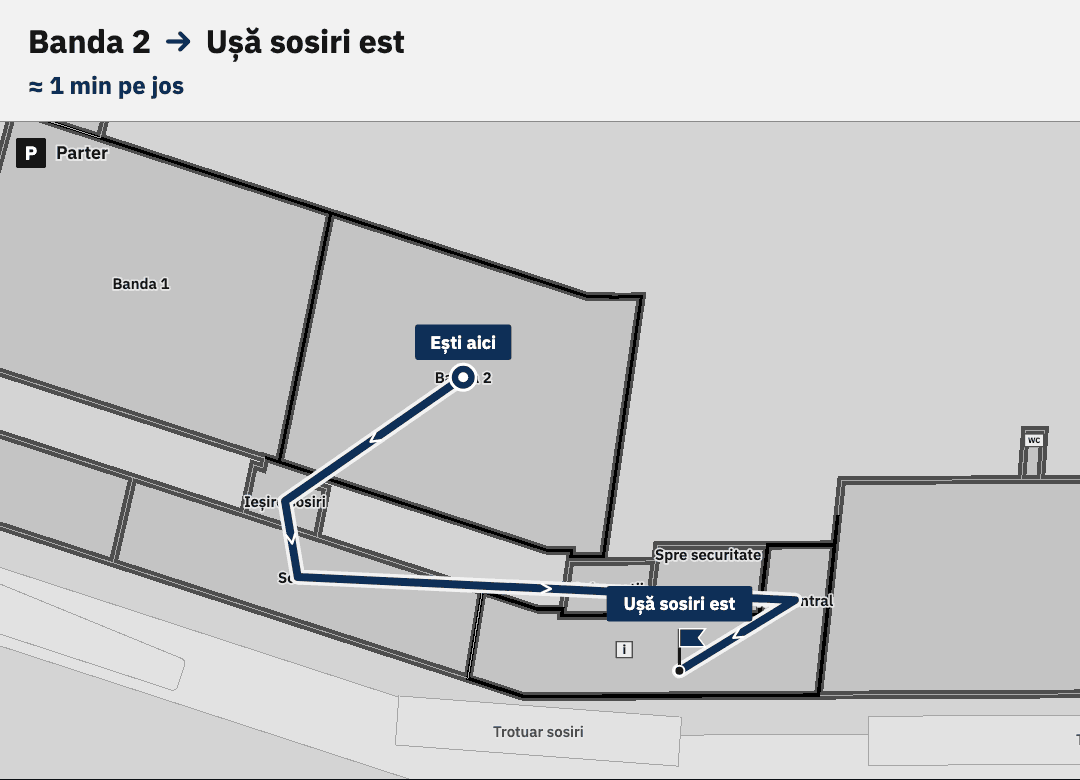 Banda 2 → Ușă sosiri est
≈ 1 min pe jos
P Parter
Banda 1
Ești aici
2
wc
Spre securitate
Ușă sosiri est
i
Trotuar sosiri